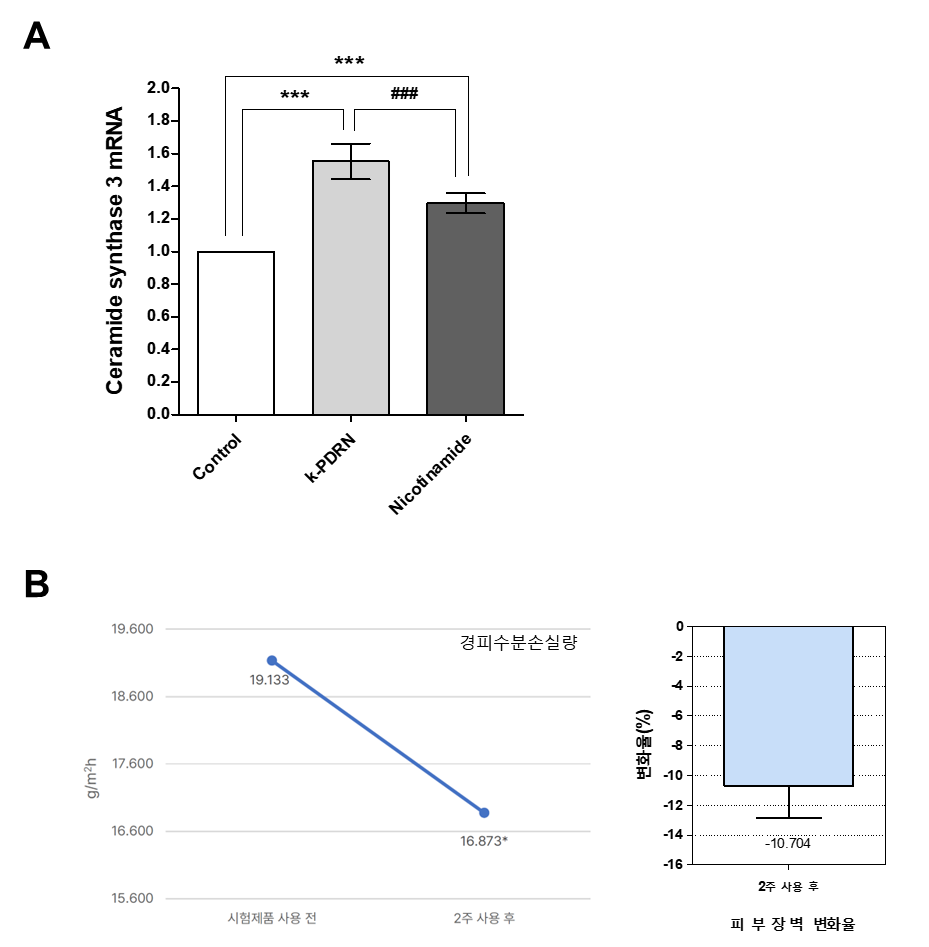 A
***
***
###
Ceramide synthase 3 mRNA
2.0
1.8
1.6
1.4
1.2
1.0
0.8
0.6
0.4
0.2
0.0
Control
k-PDRN
Nicotinamide
B
경피수분손실량
g/m²h
19.600
18.600
17.600
16.600
15.600
19.133
16.873*
시험제품 사용 전
2주 사용 후
변화율(%)
0
-2
-4
-6
-8
-10
-12
-14
-16
-10.704
2주 사용 후
피 부 장 벽 변화율